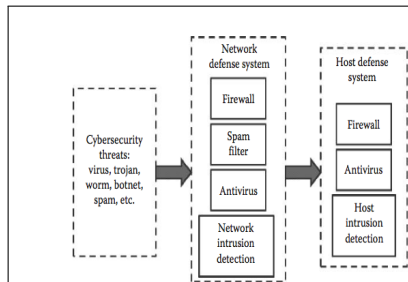 Cybersecurity
threats:
virus, trojan,
worm, botnet,
spam, etc.
Network
defense system
Firewall
Spam
filter
Antivirus
Network
intrusion
detection
Host defense
system
Firewall
Antivirus
Host
intrusion
detection